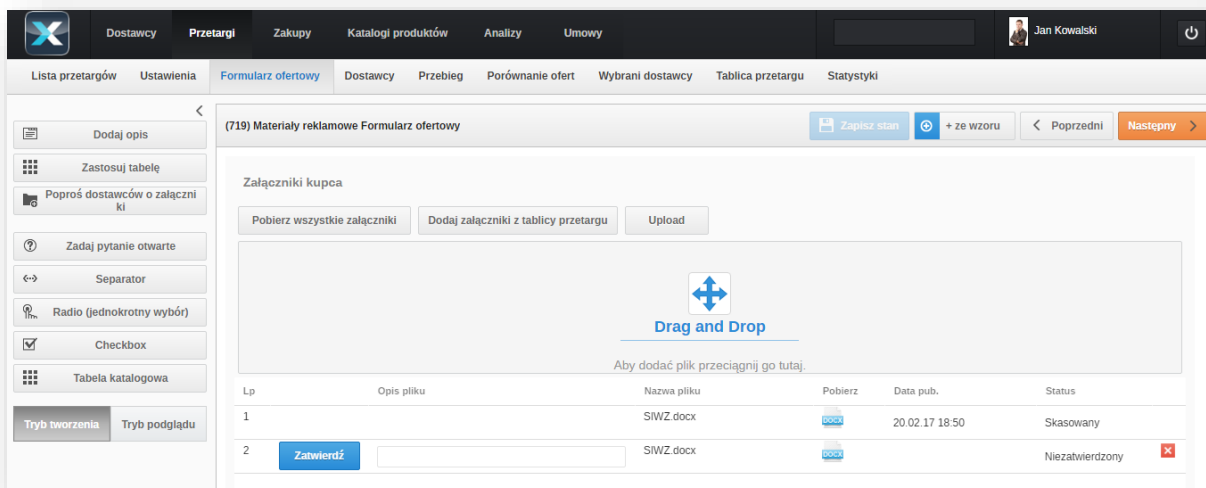 Dostawcy Przetargi Zakupy Katalogi produktów Analizy Umowy Jan Kowalski
Lista przetargów Ustawienia Formularz ofertowy Dostawcy Przebieg Porównanie ofert Wybrani dostawcy Tablica przetargu Statystyki
Dodaj opis
Zastosuj tabelę
Poproś dostawców o załączni
ki
Zadaj pytanie otwarte
Separator
Radio (jednokrotny wybór)
Checkbox
Tabela katalogowa
Tryb tworzenia Tryb podglądu
(719) Materiały reklamowe Formularz ofertowy Zapisz stan + ze wzoru Poprzedni Następny
Załączniki kupca
Pobierz wszystkie załączniki Dodaj załączniki z tablicy przetargu Upload
Drag and Drop
Aby dodać plik przeciągnij go tutaj.
Lp Opis pliku Nazwa pliku Pobierz Data pub. Status
1 SIWZ.docx DOCX 20.02.17 18:50 Skasowany
2 Zatwierdź SIWZ.docx DOCX Niezatwierdzony